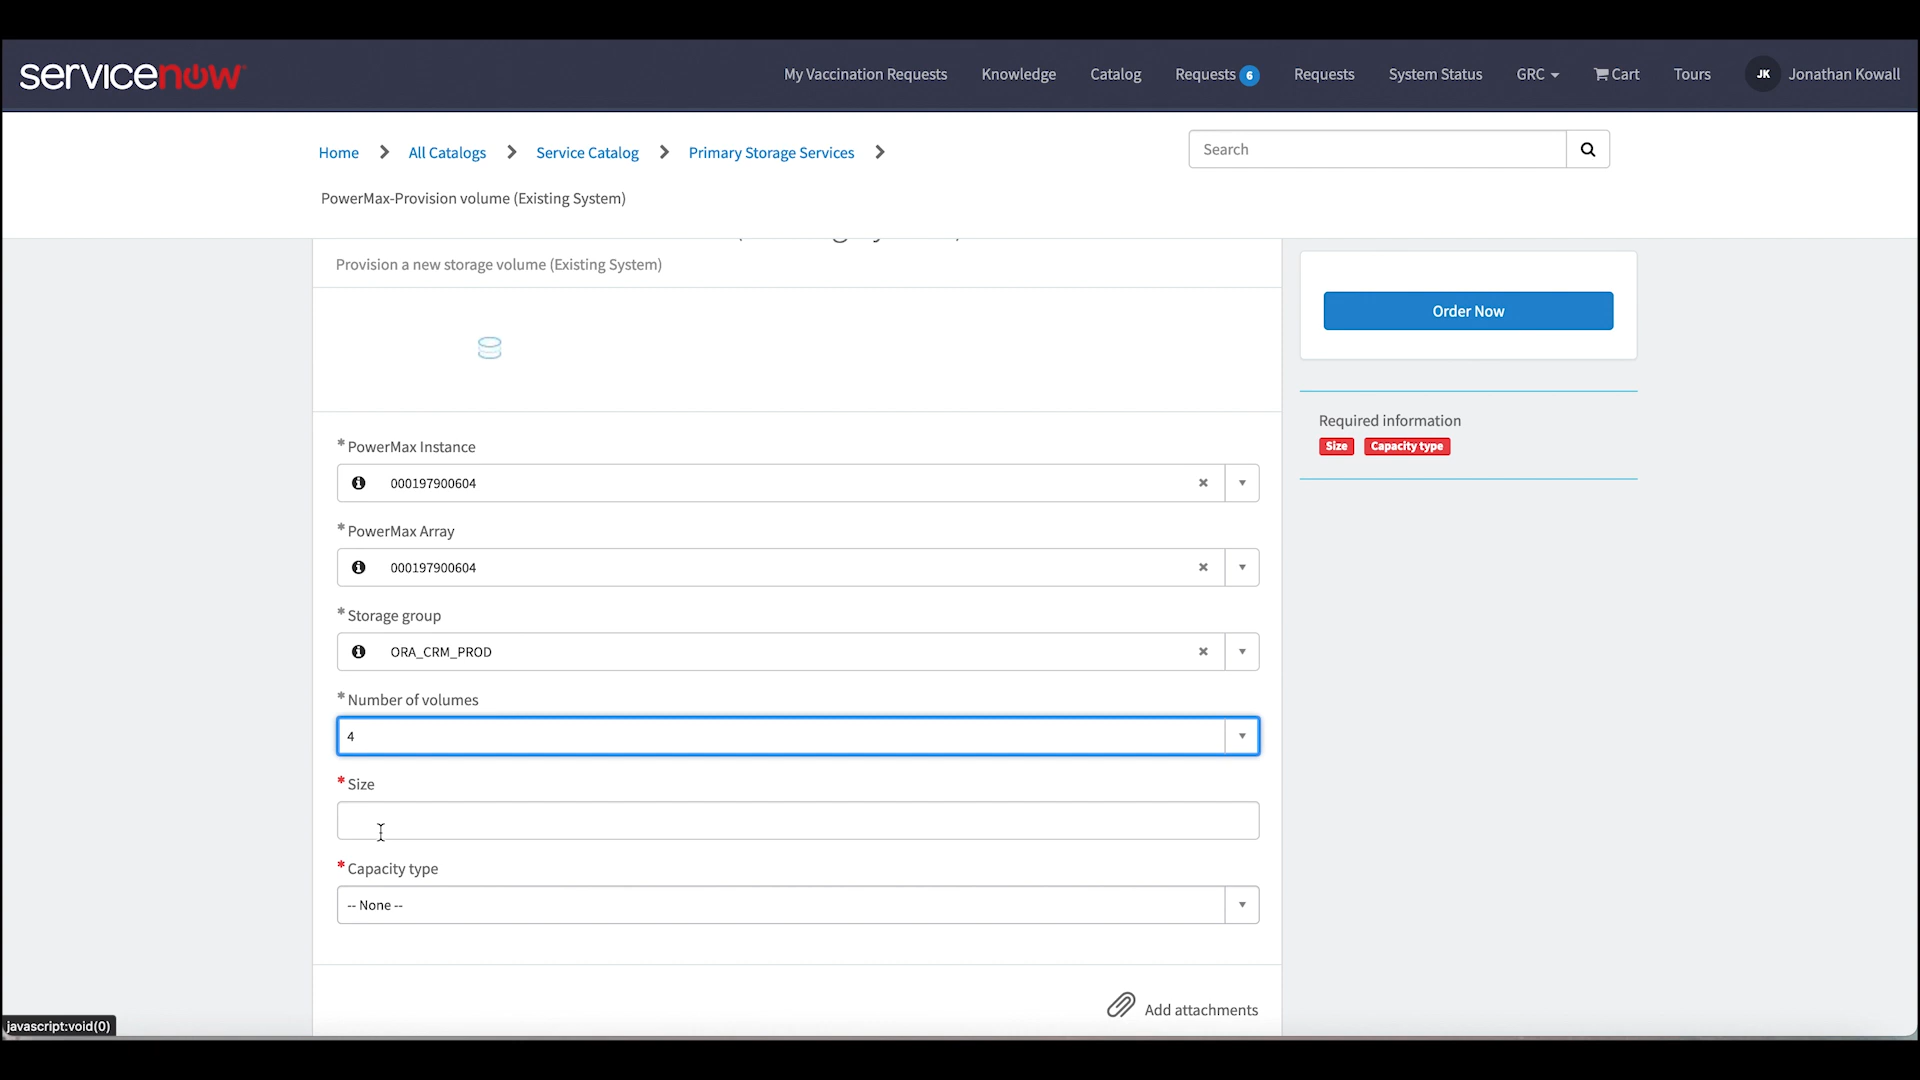 servicenow
My Vaccination Requests Knowledge Catalog Requests 6 Requests System Status GRC Cart Tours JK Jonathan Kowall
Home > All Catalogs > Service Catalog > Primary Storage Services >
Search
PowerMax-Provision volume (Existing System)
Provision a new storage volume (Existing System)
Order Now
Required information
Size Capacity type
* PowerMax Instance
000197900604
* PowerMax Array
000197900604
* Storage group
ORA_CRM_PROD
* Number of volumes
4
* Size
* Capacity type
-- None --
Add attachments
javascript:void(0)